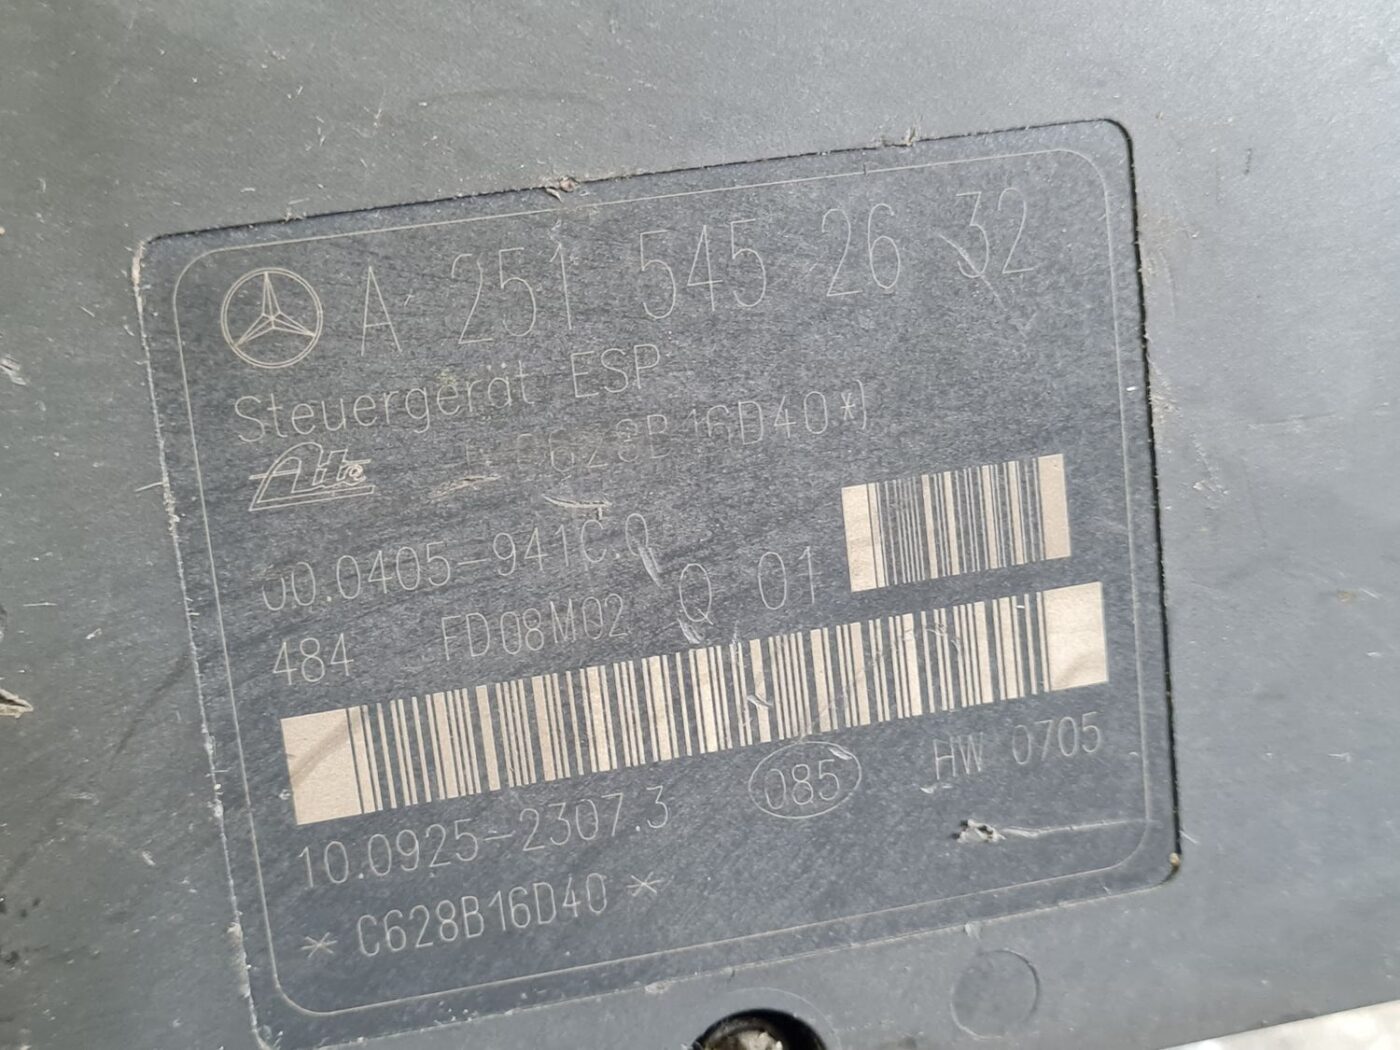 A 251 545 26 32
Steuergerät ESP
Ate C628B16D40*)
00.0405-941C.0
484 FD08M02 Q 01
10.0925-2307.3 085 HW 0705
* C628B16D40 *